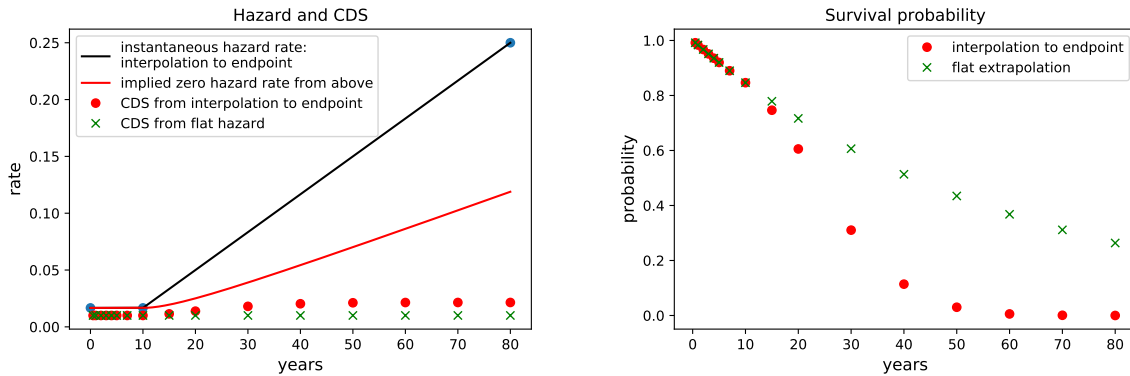 Hazard and CDS
0.25
0.20
0.15
0.10
0.05
0.00
rate
instantaneous hazard rate:
interpolation to endpoint
implied zero hazard rate from above
CDS from interpolation to endpoint
CDS from flat hazard
0 10 20 30 40 50 60 70 80
years
Survival probability
1.0
0.8
0.6
0.4
0.2
0.0
probability
interpolation to endpoint
flat extrapolation
0 10 20 30 40 50 60 70 80
years